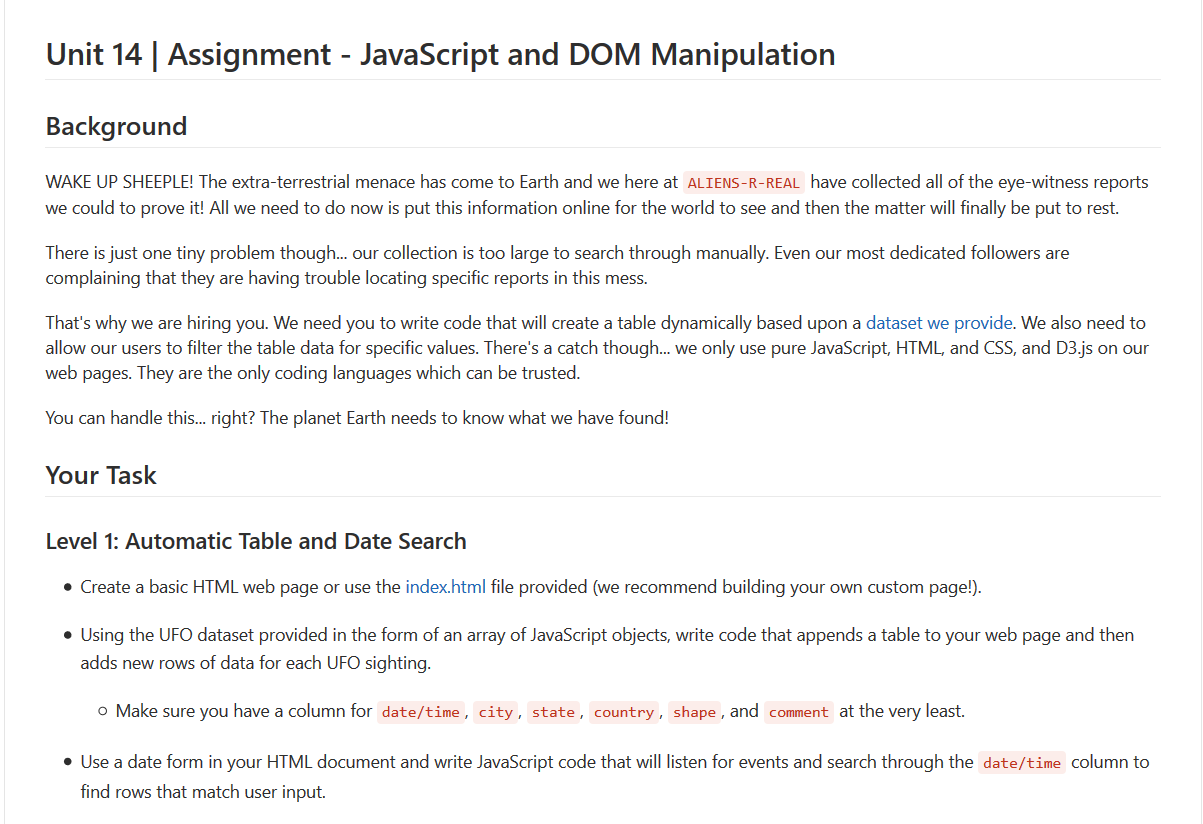 Unit 14 | Assignment - JavaScript and DOM Manipulation
Background
WAKE UP SHEEPLE! The extra-terrestrial menace has come to Earth and we here at ALIENS-R-REAL have collected all of the eye-witness reports
we could to prove it! All we need to do now is put this information online for the world to see and then the matter will finally be put to rest.
There is just one tiny problem though... our collection is too large to search through manually. Even our most dedicated followers are
complaining that they are having trouble locating specific reports in this mess.
That's why we are hiring you. We need you to write code that will create a table dynamically based upon a dataset we provide. We also need to
allow our users to filter the table data for specific values. There's a catch though... we only use pure JavaScript, HTML, and CSS, and D3.js on our
web pages. They are the only coding languages which can be trusted.
You can handle this... right? The planet Earth needs to know what we have found!
Your Task
Level 1: Automatic Table and Date Search
• Create a basic HTML web page or use the index.html file provided (we recommend building your own custom page!).
• Using the UFO dataset provided in the form of an array of JavaScript objects, write code that appends a table to your web page and then
adds new rows of data for each UFO sighting.
○ Make sure you have a column for date/time, city, state, country, shape, and comment at the very least.
• Use a date form in your HTML document and write JavaScript code that will listen for events and search through the date/time column to
find rows that match user input.